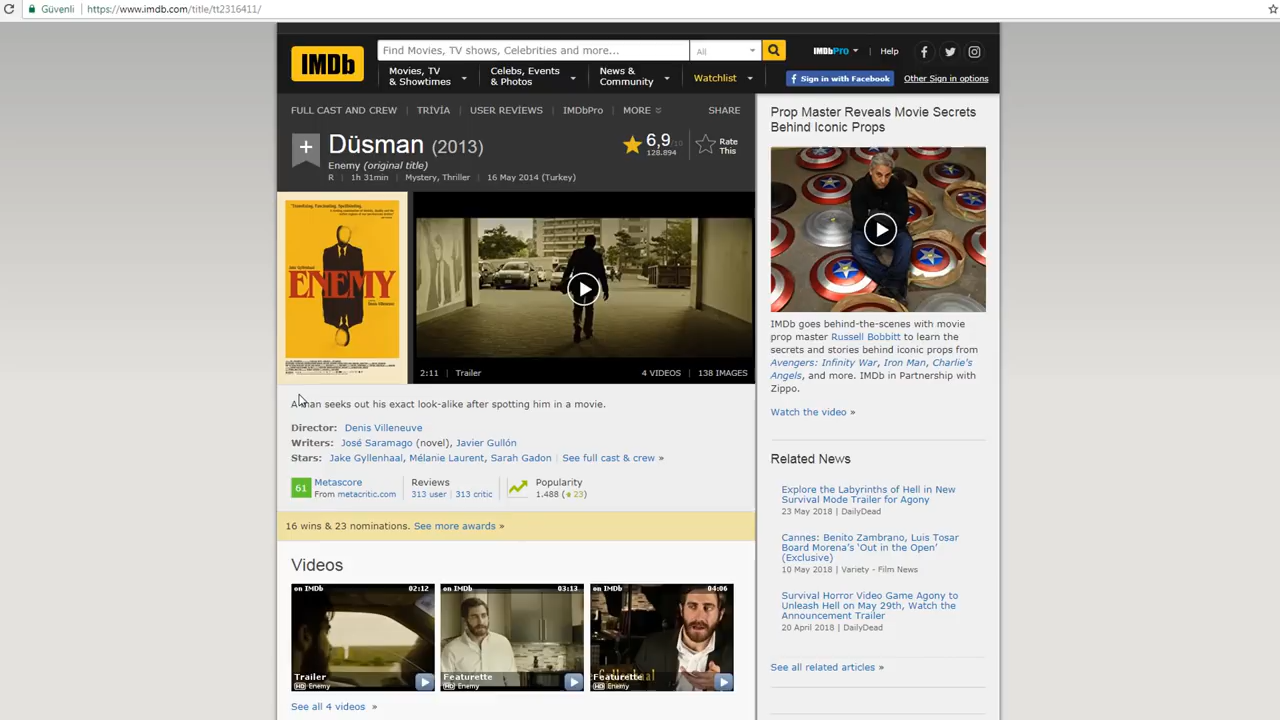 Güvenli
https://www.imdb.com/title/tt2316411/
IMDb
Find Movies, TV shows, Celebrities and more...
All
IMDbPro
Help
Movies, TV
& Showtimes
Celebs, Events
& Photos
News &
Community
Watchlist
f Sign in with Facebook
Other Sign in options
FULL CAST AND CREW
TRİVİA
USER REVİEWS
IMDbPro
MORE
SHARE
+
Düsman (2013)
Enemy (original title)
R | 1h 31min | Mystery, Thriller | 16 May 2014 (Turkey)
6,9/10
128.894
Rate
This
ENEMY
2:11 | Trailer
4 VIDEOS | 138 IMAGES
A man seeks out his exact look-alike after spotting him in a movie.
Director: Denis Villeneuve
Writers: José Saramago (novel), Javier Gullón
Stars: Jake Gyllenhaal, Mélanie Laurent, Sarah Gadon | See full cast & crew »
61
Metascore
From metacritic.com
Reviews
313 user | 313 critic
Popularity
1.488 (23)
16 wins & 23 nominations. See more awards »
Videos
on IMDb 02:12
Trailer
HD Enemy
on IMDb 03:13
Featurette
HD Enemy
on IMDb 04:06
Featurette
HD Enemy
See all 4 videos »
Prop Master Reveals Movie Secrets
Behind Iconic Props
IMDb goes behind-the-scenes with movie
prop master Russell Bobbitt to learn the
secrets and stories behind iconic props from
Avengers: Infinity War, Iron Man, Charlie's
Angels, and more. IMDb in Partnership with
Zippo.
Watch the video »
Related News
Explore the Labyrinths of Hell in New
Survival Mode Trailer for Agony
23 May 2018 | DailyDead
Cannes: Benito Zambrano, Luis Tosar
Board Morena's ‘Out in the Open’
(Exclusive)
10 May 2018 | Variety - Film News
Survival Horror Video Game Agony to
Unleash Hell on May 29th, Watch the
Announcement Trailer
20 April 2018 | DailyDead
See all related articles »